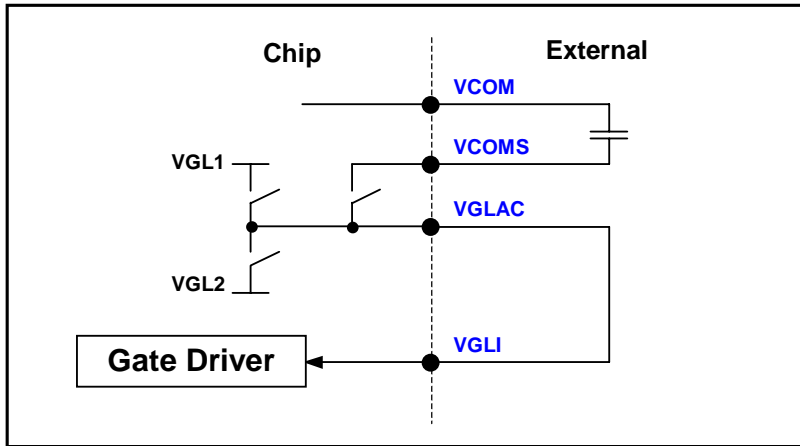 Chip
External
VCOM
VCOMS
VGL1
VGLAC
VGL2
VGLI
Gate Driver